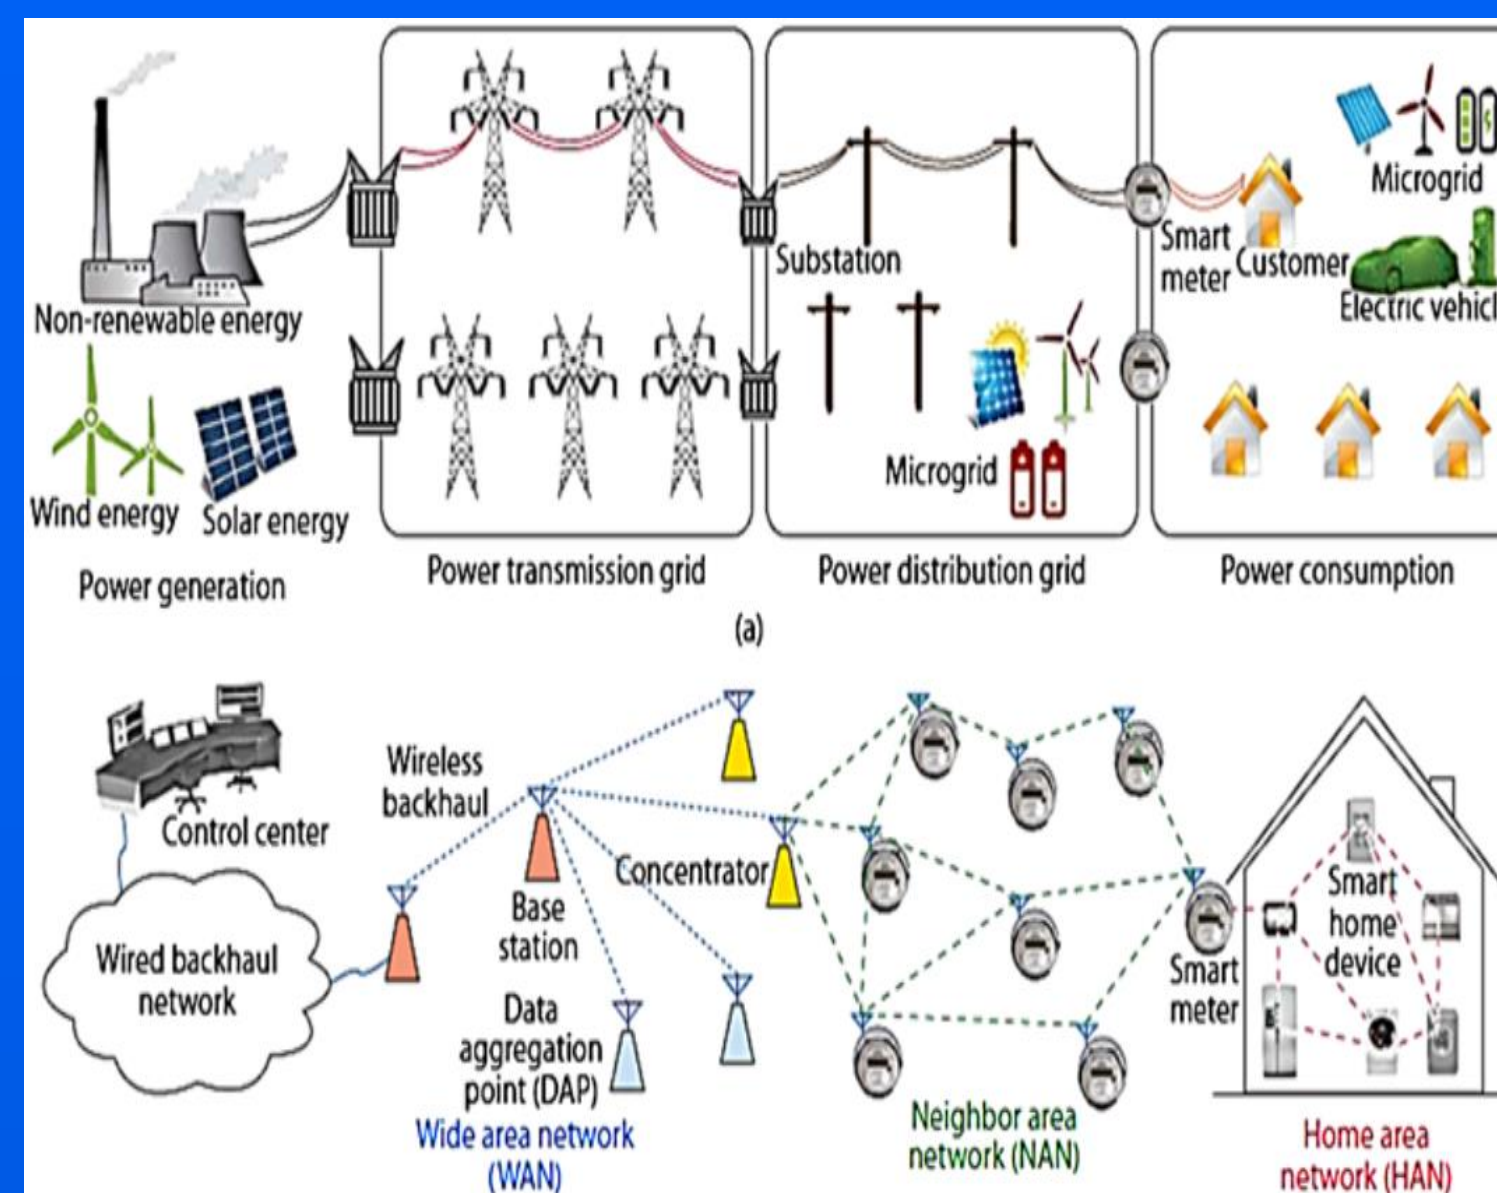 Microgrid
Substation
Smart
meter
Customer
Electric vehicl
Non-renewable energy
Microgrid
Wind energy
Solar energy
Power generation
Power transmission grid
Power distribution grid
Power consumption
(a)
Control center
Wireless
backhaul
Concentrator
Base
station
Wired backhaul
network
Smart
home
device
Smart
meter
Data
aggregation
point (DAP)
Wide area network
(WAN)
Neighbor area
network (NAN)
Home area
network (HAN)